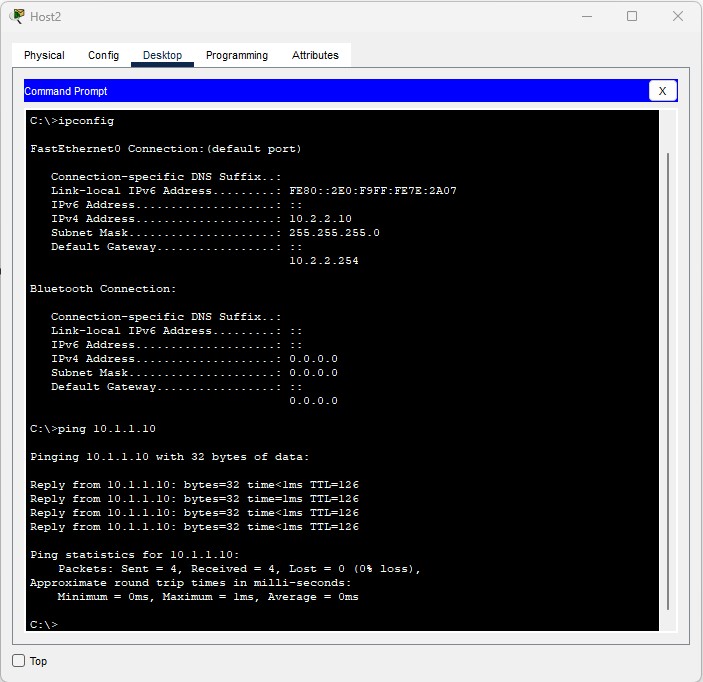 Host2
Physical Config Desktop Programming Attributes
Command Prompt X
C:\>ipconfig
FastEthernet0 Connection:(default port)
Connection-specific DNS Suffix..:
Link-local IPv6 Address.........: FE80::2E0:F9FF:FE7E:2A07
IPv6 Address....................: ::
IPv4 Address....................: 10.2.2.10
Subnet Mask.....................: 255.255.255.0
Default Gateway.................: ::
10.2.2.254
Bluetooth Connection:
Connection-specific DNS Suffix..:
Link-local IPv6 Address.........: ::
IPv6 Address....................: ::
IPv4 Address....................: 0.0.0.0
Subnet Mask.....................: 0.0.0.0
Default Gateway.................: ::
0.0.0.0
C:\>ping 10.1.1.10
Pinging 10.1.1.10 with 32 bytes of data:
Reply from 10.1.1.10: bytes=32 time<1ms TTL=126
Reply from 10.1.1.10: bytes=32 time=1ms TTL=126
Reply from 10.1.1.10: bytes=32 time<1ms TTL=126
Reply from 10.1.1.10: bytes=32 time<1ms TTL=126
Ping statistics for 10.1.1.10:
Packets: Sent = 4, Received = 4, Lost = 0 (0% loss),
Approximate round trip times in milli-seconds:
Minimum = 0ms, Maximum = 1ms, Average = 0ms
C:\>
Top